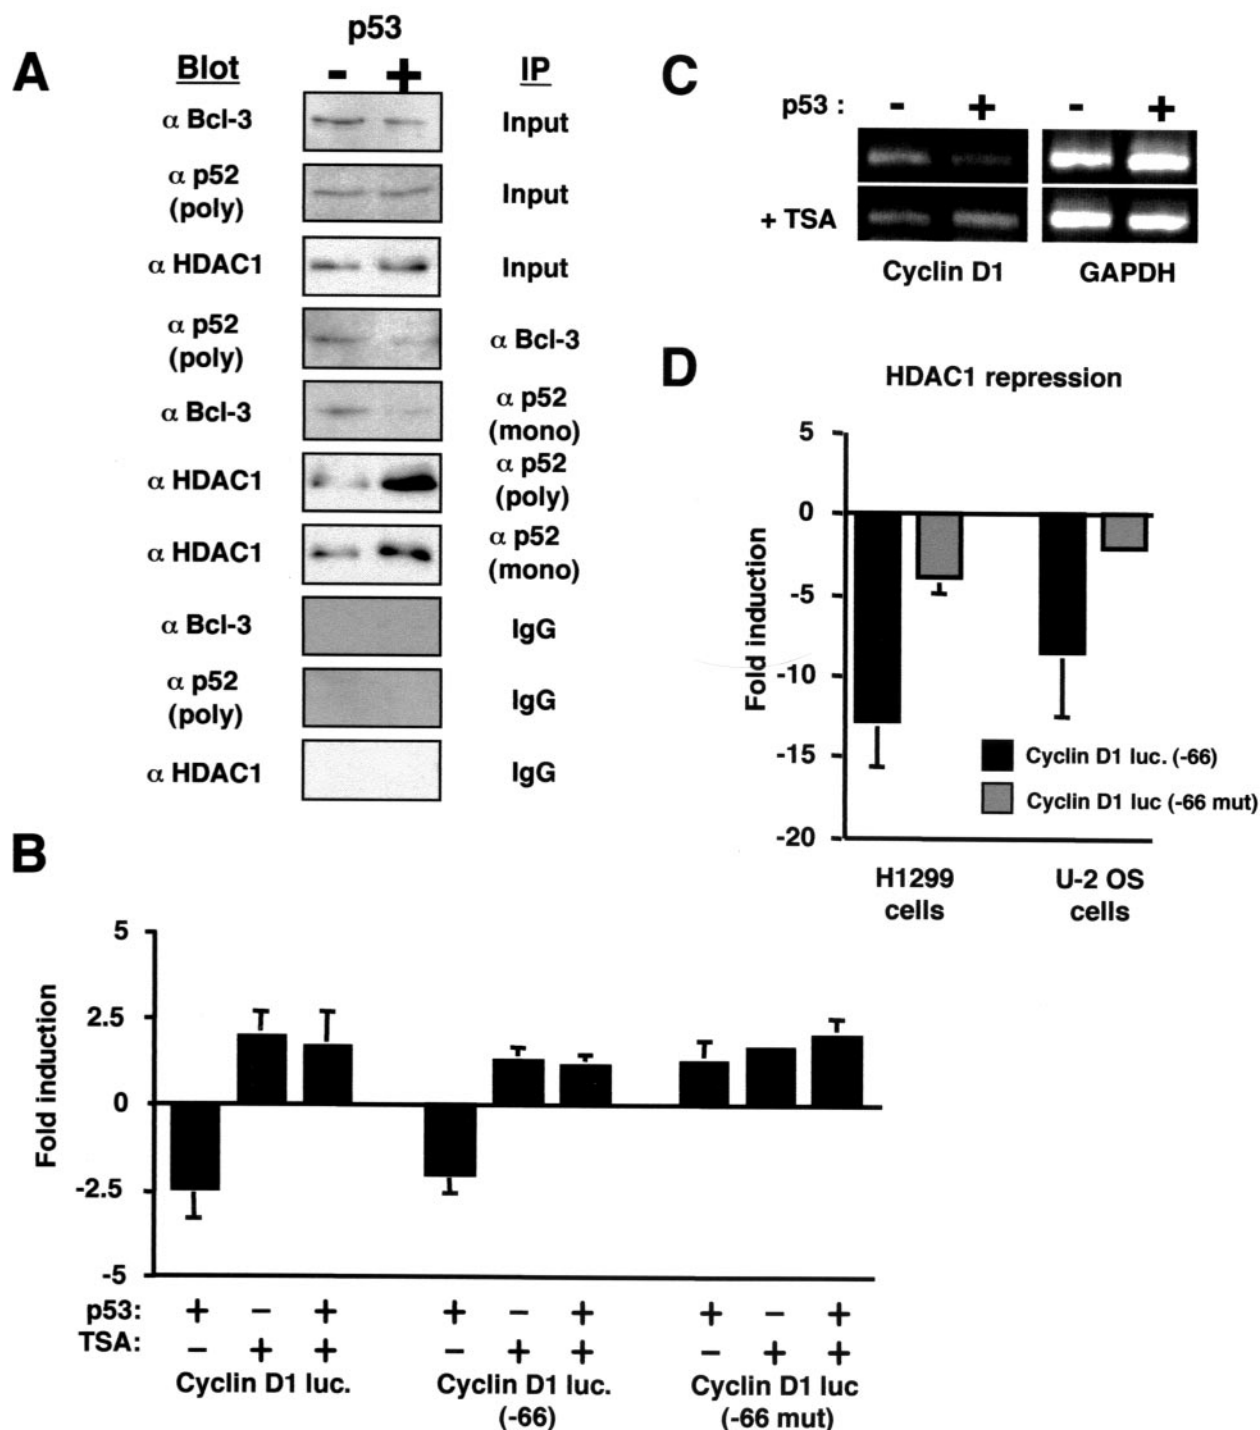 A
p53
Blot - + IP
α Bcl-3 Input
α p52
(poly) Input
α HDAC1 Input
α p52
(poly) α Bcl-3
α Bcl-3 α p52
(mono)
α HDAC1 α p52
(poly)
α HDAC1 α p52
(mono)
α Bcl-3 IgG
α p52
(poly) IgG
α HDAC1 IgG
C
p53 : - + - +
+ TSA
Cyclin D1 GAPDH
D
HDAC1 repression
Fold induction
5
0
-5
-10
-15
-20
Cyclin D1 luc. (-66)
Cyclin D1 luc (-66 mut)
H1299
cells
U-2 OS
cells
B
Fold induction
5
2.5
0
-2.5
-5
p53: + − + + − + + − +
TSA: − + + − + + − + +
Cyclin D1 luc.
Cyclin D1 luc.
(-66)
Cyclin D1 luc
(-66 mut)